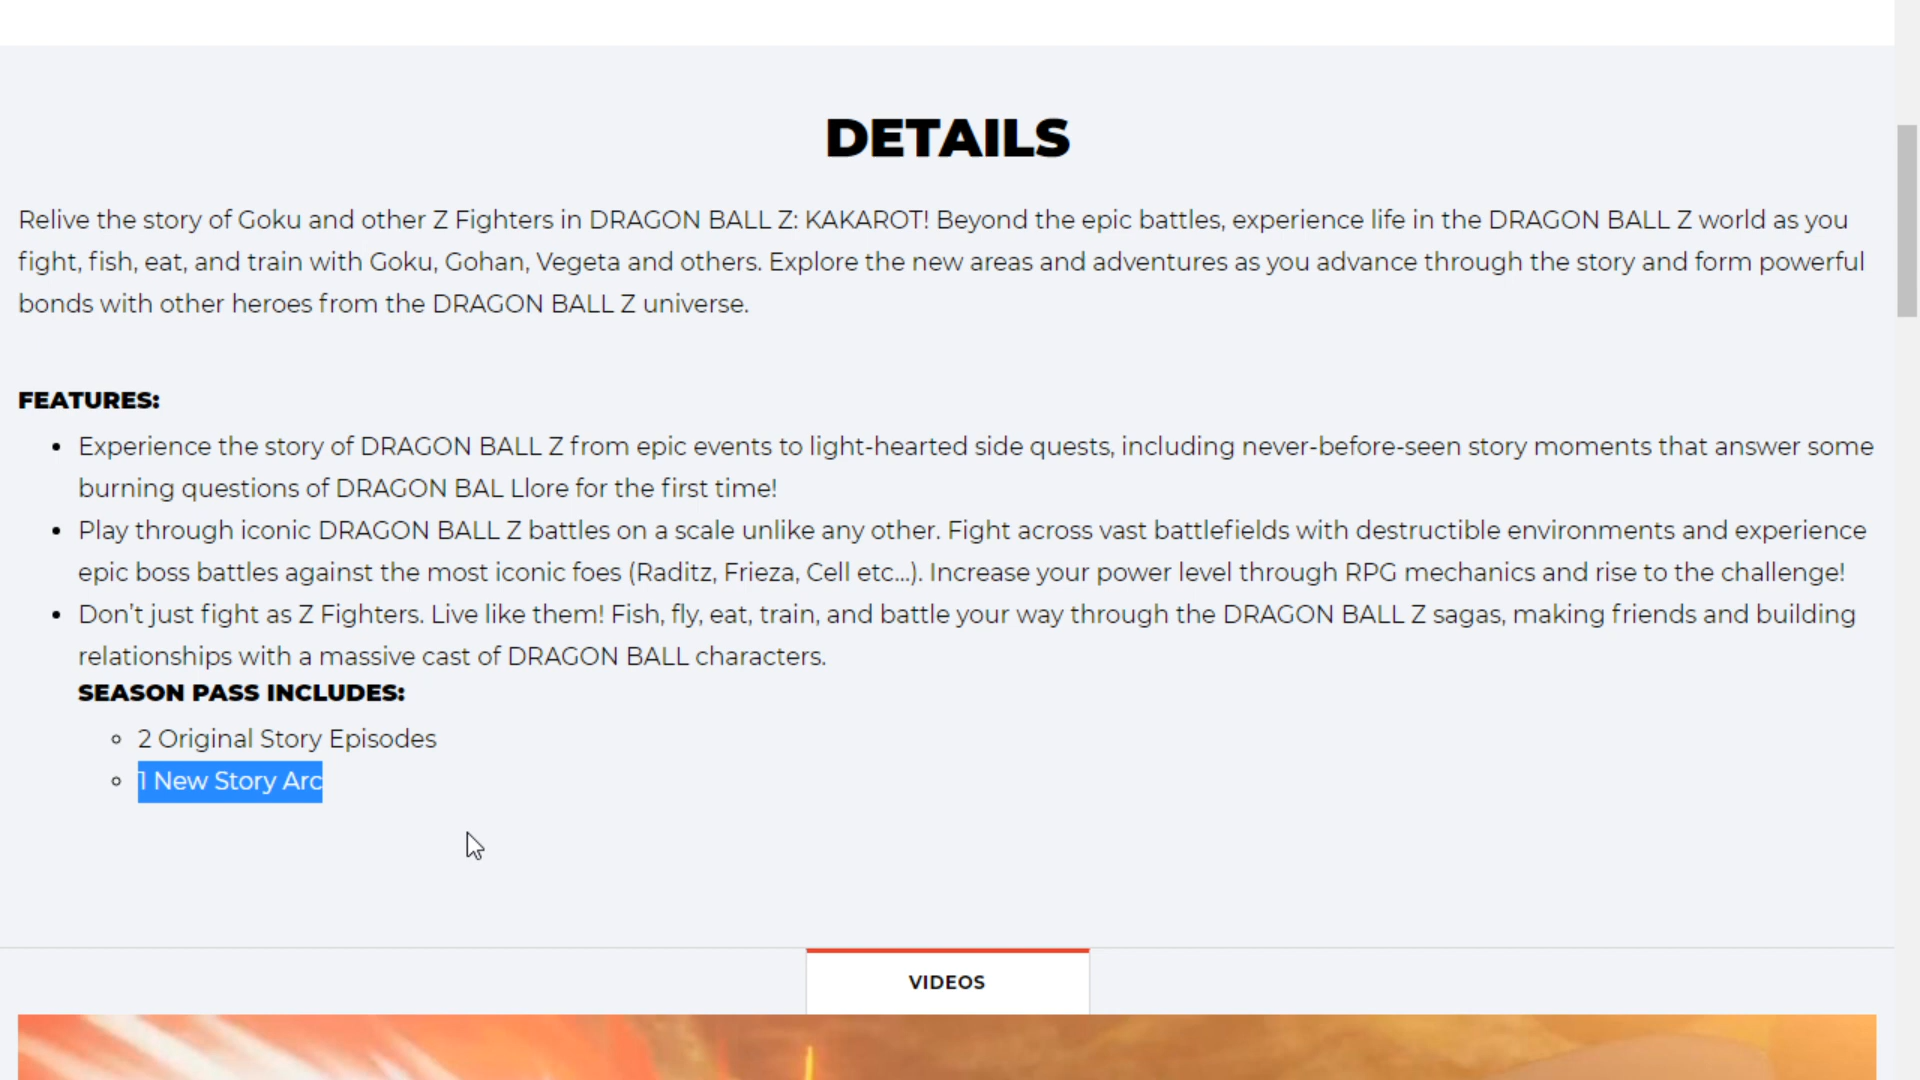 DETAILS
Relive the story of Goku and other Z Fighters in DRAGON BALL Z: KAKAROT! Beyond the epic battles, experience life in the DRAGON BALL Z world as you
fight, fish, eat, and train with Goku, Gohan, Vegeta and others. Explore the new areas and adventures as you advance through the story and form powerful
bonds with other heroes from the DRAGON BALL Z universe.
FEATURES:
Experience the story of DRAGON BALL Z from epic events to light-hearted side quests, including never-before-seen story moments that answer some
burning questions of DRAGON BAL Llore for the first time!
Play through iconic DRAGON BALL Z battles on a scale unlike any other. Fight across vast battlefields with destructible environments and experience
epic boss battles against the most iconic foes (Raditz, Frieza, Cell etc...). Increase your power level through RPG mechanics and rise to the challenge!
Don't just fight as Z Fighters. Live like them! Fish, fly, eat, train, and battle your way through the DRAGON BALL Z sagas, making friends and building
relationships with a massive cast of DRAGON BALL characters.
SEASON PASS INCLUDES:
2 Original Story Episodes
1 New Story Arc
VIDEOS